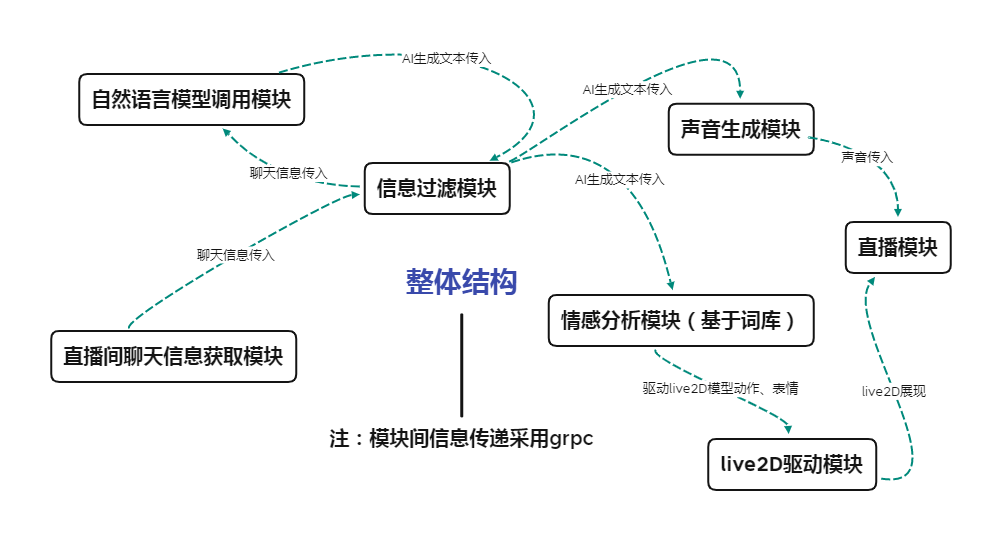 AI生成文本传入
自然语言模型调用模块
AI生成文本传入
声音生成模块
声音传入
聊天信息传入
信息过滤模块
AI生成文本传入
聊天信息传入
直播模块
整体结构
情感分析模块（基于词库）
直播间聊天信息获取模块
驱动live2D模型动作、表情
live2D展现
注：模块间信息传递采用grpc
live2D驱动模块